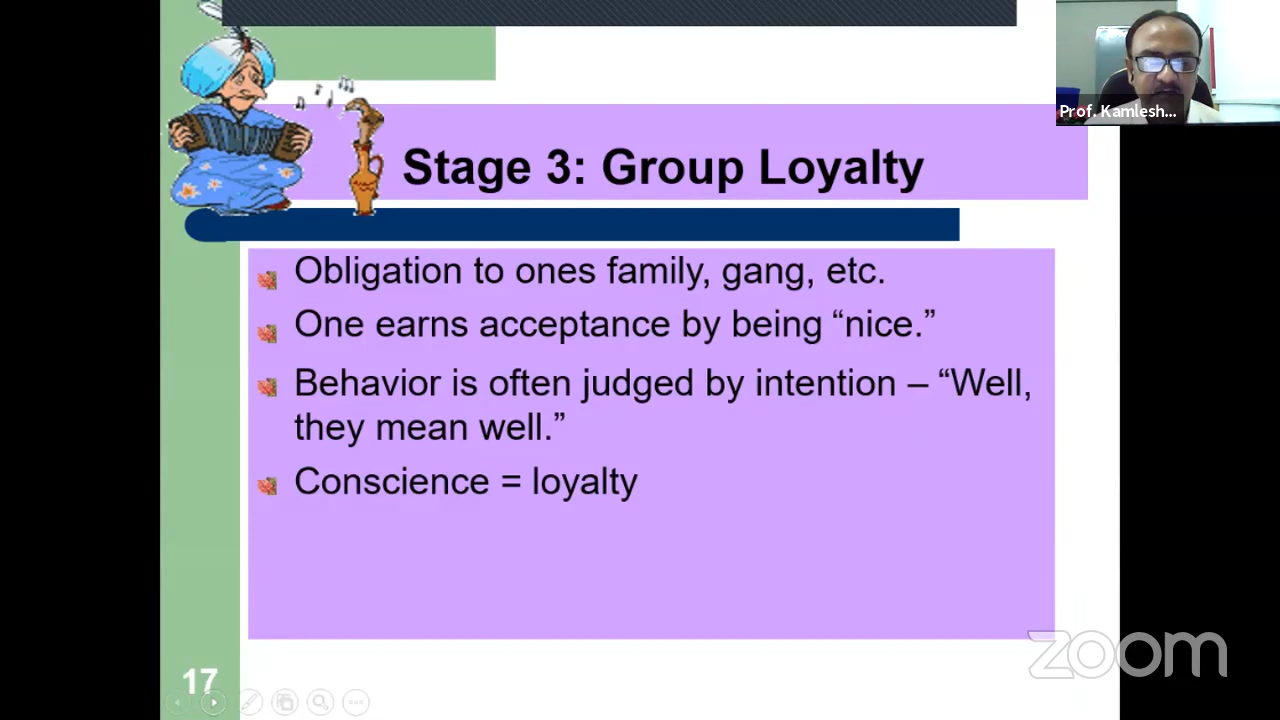 Prof. Kamlesh...
Stage 3: Group Loyalty
Obligation to ones family, gang, etc.
One earns acceptance by being “nice.”
Behavior is often judged by intention – “Well,
they mean well.”
Conscience = loyalty
zoom
17